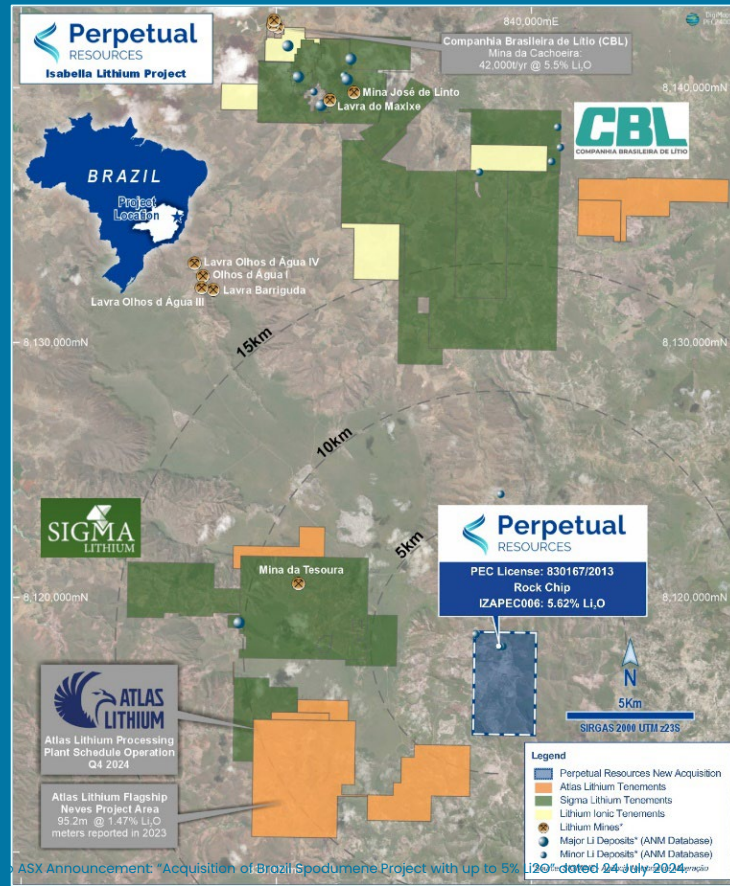 Perpetual
RESOURCES
Isabella Lithium Project
840,000mE
Companhia Brasileira de Lítio (CBL)
Mina da Cachoeira:
42,000t/yr @ 5.5% Li₂O
8,140,000mN
Mina José de Linto
Lavra do Maxixe
CBL
COMPANHIA BRASILEIRA DE LÍTIO
BRAZIL
Project
Location
Lavra Olhos d Água IV
Olhos d Água I
Lavra Olhos d Água III
Lavra Barriguda
8,130,000mN
8,130,000mN
15km
10km
5km
SIGMA
LITHIUM
Mina da Tesoura
Perpetual
RESOURCES
PEC License: 830167/2013
Rock Chip
IZAPEC006: 5.62% Li₂O
8,120,000mN
8,120,000mN
N
5Km
SIRGAS 2000 UTM z23S
ATLAS
LITHIUM
Atlas Lithium Processing
Plant Schedule Operation
Q4 2024
Atlas Lithium Flagship
Neves Project Area
95.2m @ 1.47% Li₂O
meters reported in 2023
Legend
Perpetual Resources New Acquisition
Atlas Lithium Tenements
Sigma Lithium Tenements
Lithium Ionic Tenements
Lithium Mines*
Major Li Deposits* (ANM Database)
Minor Li Deposits* (ANM Database)
o ASX Announcement: "Acquisition of Brazil Spodumene Project with up to 5% Li2O" dated 24 July 2024.